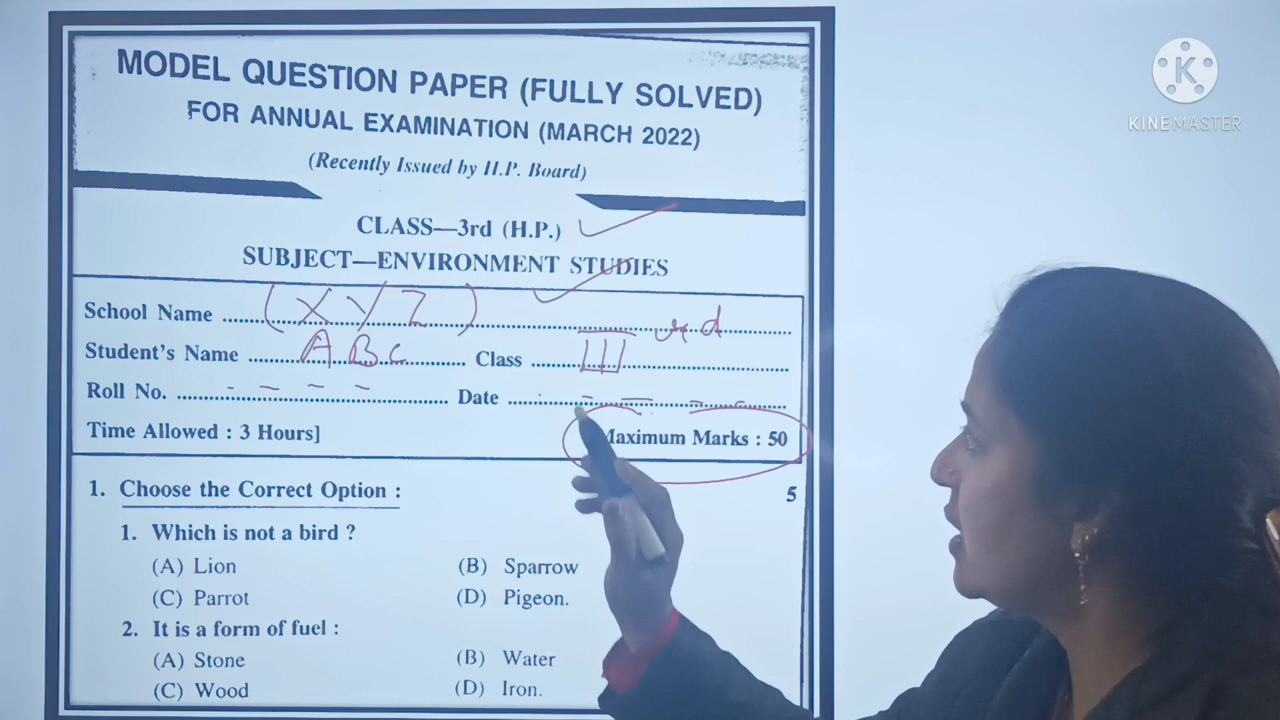 MODEL QUESTION PAPER (FULLY SOLVED)
FOR ANNUAL EXAMINATION (MARCH 2022)
(Recently Issued by H.P. Board)
KINEMASTER
CLASS—3rd (H.P.)
SUBJECT—ENVIRONMENT STUDIES
School Name (XYZ)
Student's Name ABC Class III rd
Roll No. Date
Time Allowed : 3 Hours] Maximum Marks : 50
1. Choose the Correct Option : 5
1. Which is not a bird ?
(A) Lion (B) Sparrow
(C) Parrot (D) Pigeon.
2. It is a form of fuel :
(A) Stone (B) Water
(C) Wood (D) Iron.